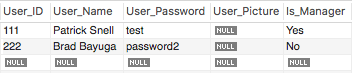 User_ID User_Name User_Password User_Picture Is_Manager
111 Patrick Snell test NULL Yes
222 Brad Bayuga password2 NULL No
NULL NULL NULL NULL NULL